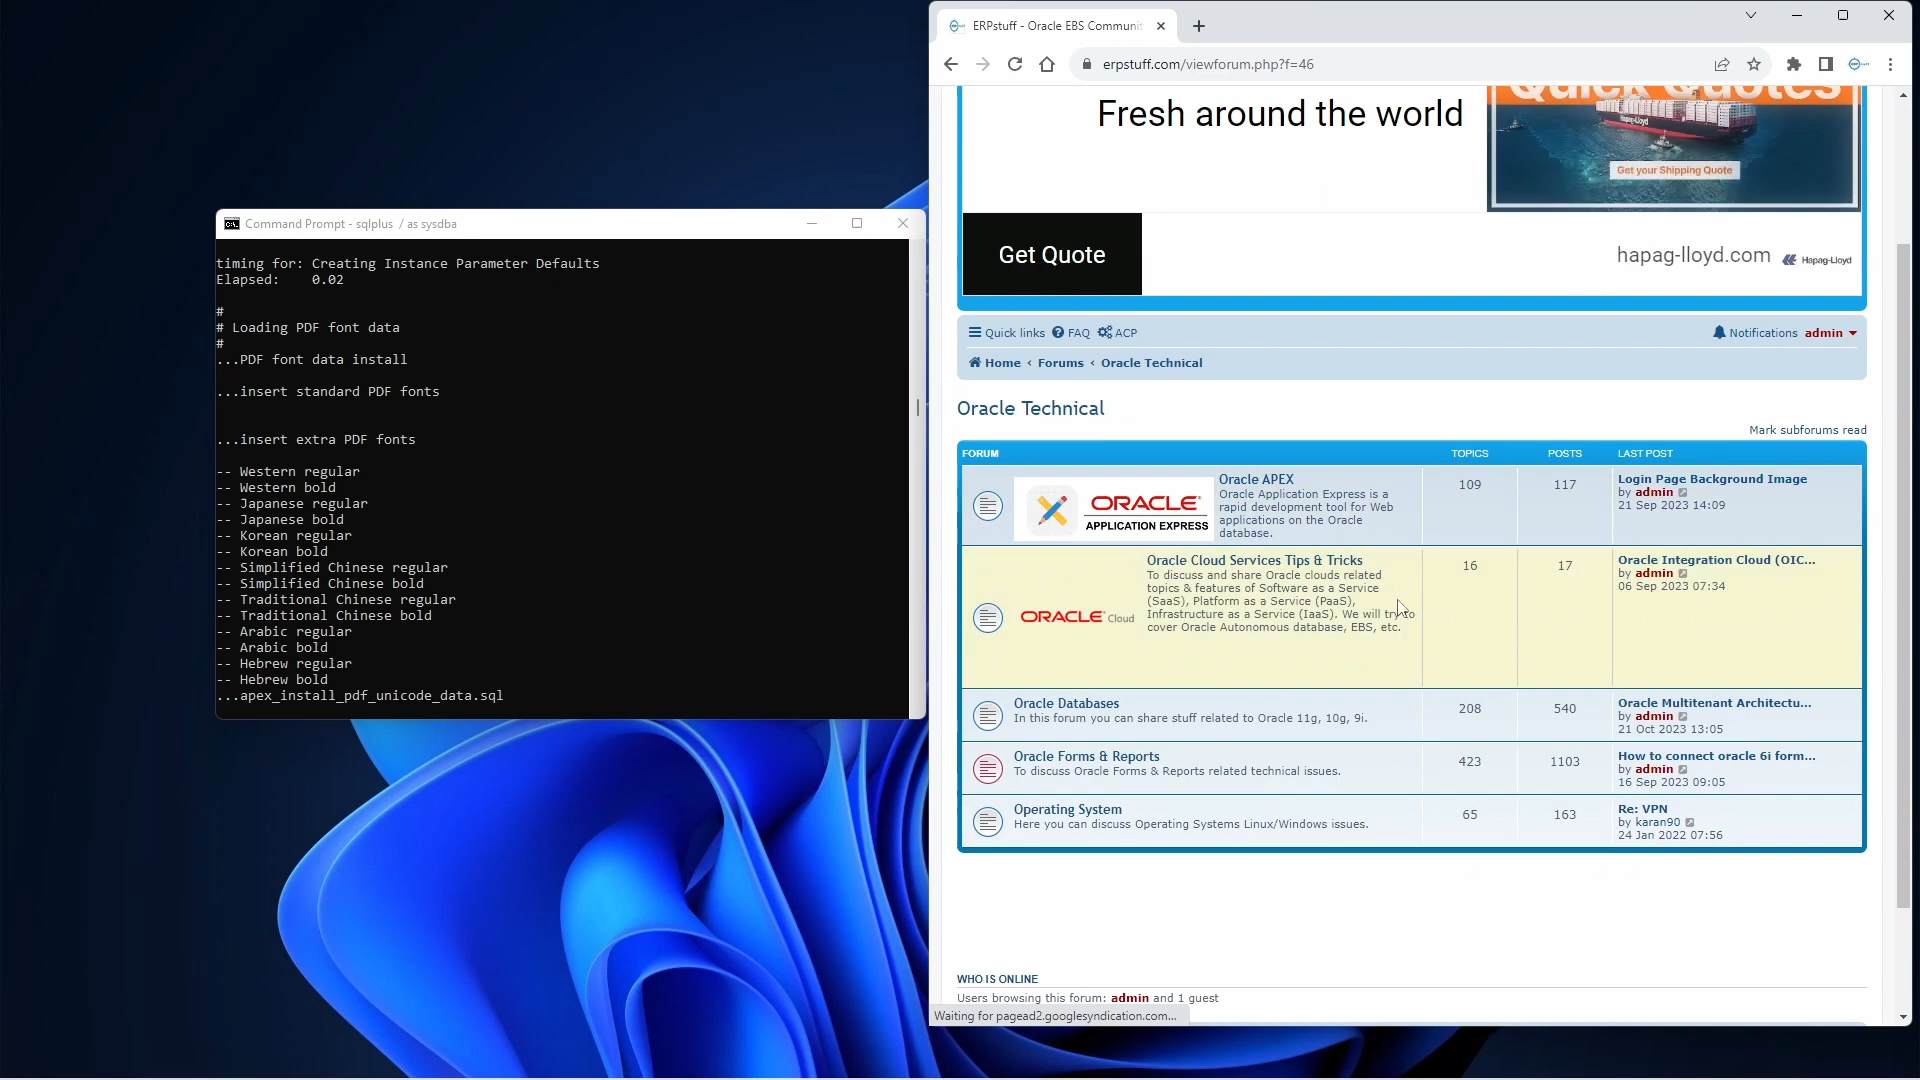 Command Prompt - sqlplus / as sysdba
timing for: Creating Instance Parameter Defaults
Elapsed: 0.02
#
# Loading PDF font data
#
...PDF font data install
...insert standard PDF fonts
...insert extra PDF fonts
-- Western regular
-- Western bold
-- Japanese regular
-- Japanese bold
-- Korean regular
-- Korean bold
-- Simplified Chinese regular
-- Simplified Chinese bold
-- Traditional Chinese regular
-- Traditional Chinese bold
-- Arabic regular
-- Arabic bold
-- Hebrew regular
-- Hebrew bold
...apex_install_pdf_unicode_data.sql
ERPstuff - Oracle EBS Communit
erpstuff.com/viewforum.php?f=46
Quick Quotes
Fresh around the world
Hapag-Lloyd
Get your Shipping Quote
Get Quote
hapag-lloyd.com Hapag-Lloyd
Quick links FAQ ACP
Notifications admin
Home ‹ Forums ‹ Oracle Technical
Oracle Technical
Mark subforums read
FORUM TOPICS POSTS LAST POST
ORACLE
APPLICATION EXPRESS
Oracle APEX
Oracle Application Express is a
rapid development tool for Web
applications on the Oracle
database.
109 117
Login Page Background Image
by admin
21 Sep 2023 14:09
ORACLE Cloud
Oracle Cloud Services Tips & Tricks
To discuss and share Oracle clouds related
topics & features of Software as a Service
(SaaS), Platform as a Service (PaaS),
Infrastructure as a Service (IaaS). We will try to
cover Oracle Autonomous database, EBS, etc.
16 17
Oracle Integration Cloud (OIC...
by admin
06 Sep 2023 07:34
Oracle Databases
In this forum you can share stuff related to Oracle 11g, 10g, 9i.
208 540
Oracle Multitenant Architectu...
by admin
21 Oct 2023 13:05
Oracle Forms & Reports
To discuss Oracle Forms & Reports related technical issues.
423 1103
How to connect oracle 6i form...
by admin
16 Sep 2023 09:05
Operating System
Here you can discuss Operating Systems Linux/Windows issues.
65 163
Re: VPN
by karan90
24 Jan 2022 07:56
WHO IS ONLINE
Users browsing this forum: admin and 1 guest
Waiting for pagead2.googlesyndication.com...